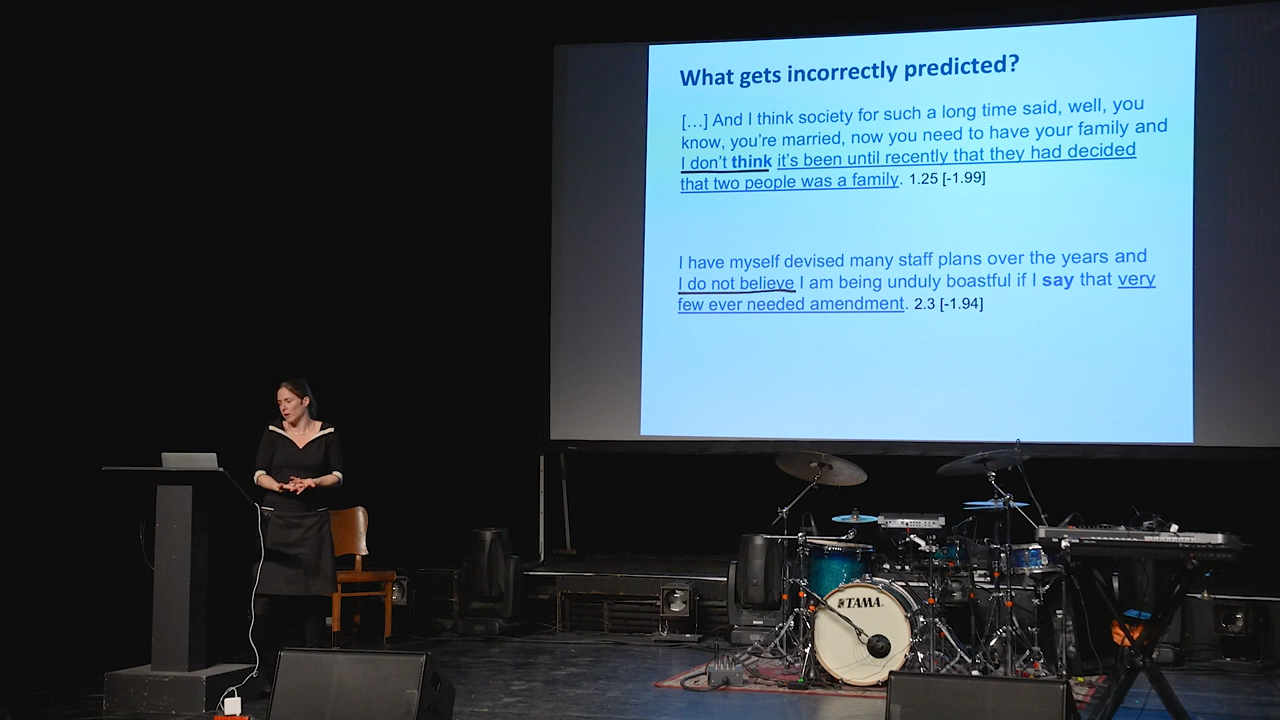 What gets incorrectly predicted?
[…] And I think society for such a long time said, well, you
know, you're married, now you need to have your family and
I don't think it's been until recently that they had decided
that two people was a family. 1.25 [-1.99]
I have myself devised many staff plans over the years and
I do not believe I am being unduly boastful if I say that very
few ever needed amendment. 2.3 [-1.94]
TAMA